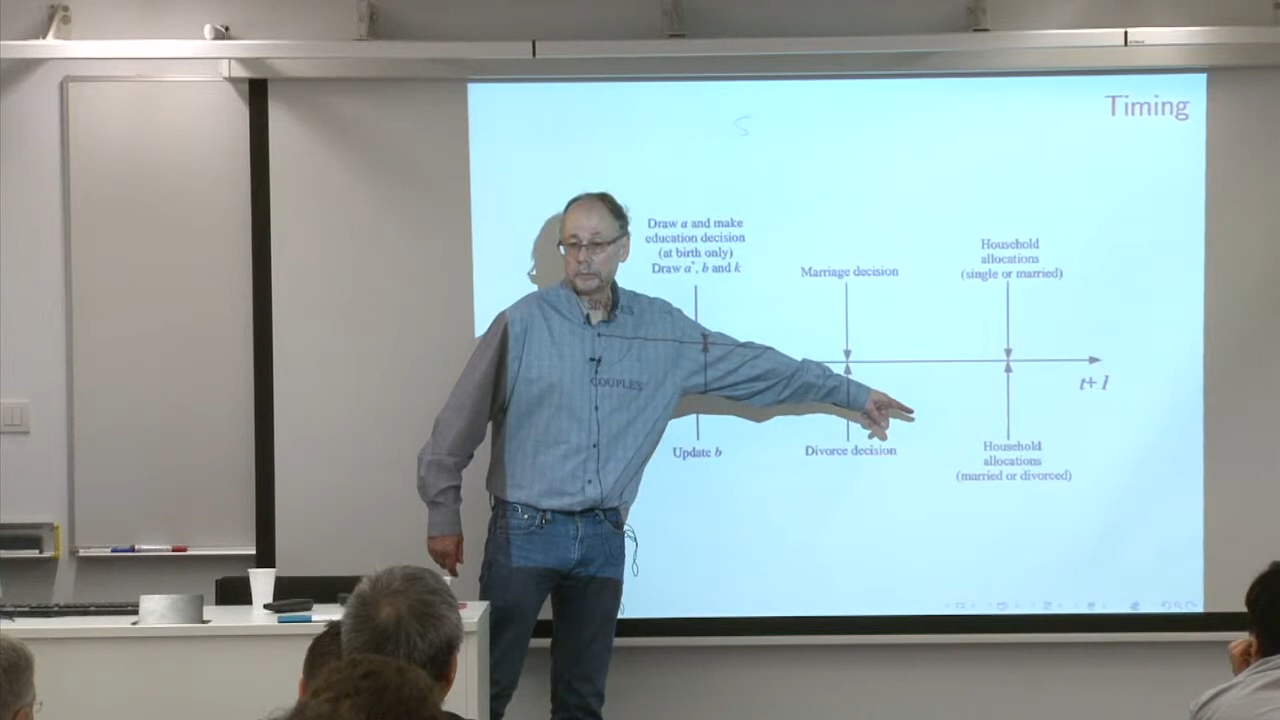 Timing
S
Draw a and make
education decision
(at birth only)
Draw a*, b and k
Marriage decision
Household
allocations
(single or married)
SINGLES
COUPLES
t+1
Update b
Divorce decision
Household
allocations
(married or divorced)